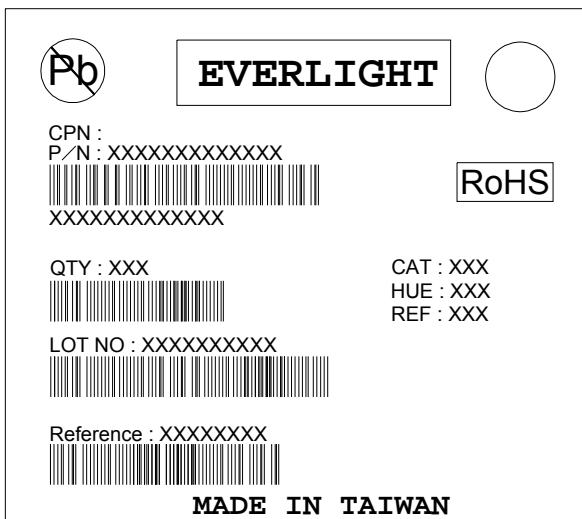 Pb
EVERLIGHT
CPN :
P/N : XXXXXXXXXXXXX
RoHS
XXXXXXXXXXXXX
QTY : XXX
CAT : XXX
HUE : XXX
REF : XXX
LOT NO : XXXXXXXXXX
Reference : XXXXXXXX
MADE IN TAIWAN